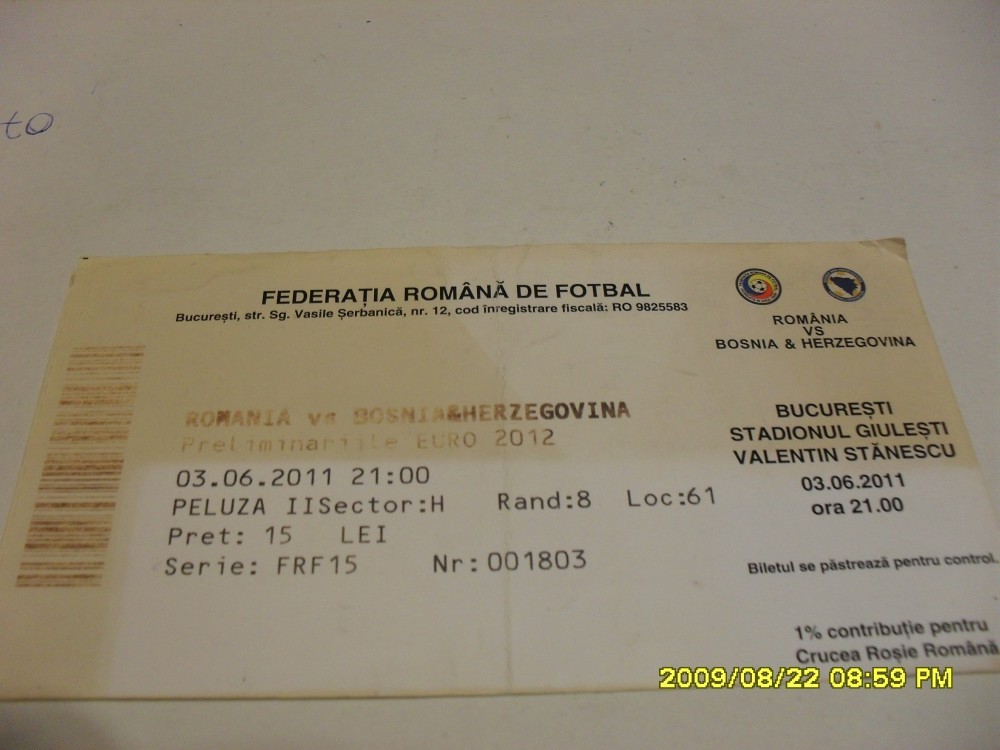 to
FEDERAȚIA ROMÂNĂ DE FOTBAL
București, str. Sg. Vasile Șerbanică, nr. 12, cod înregistrare fiscală: RO 9825583
ROMÂNIA
VS
BOSNIA & HERZEGOVINA
ROMANIA vs BOSNIA&HERZEGOVINA
Preliminariile EURO 2012
03.06.2011 21:00
PELUZA IISector:H Rand:8 Loc:61
Pret: 15 LEI
Serie: FRF15 Nr:001803
BUCUREȘTI
STADIONUL GIULEȘTI
VALENTIN STĂNESCU
03.06.2011
ora 21.00
Biletul se păstrează pentru control.
1% contribuție pentru
Crucea Roșie Română
2009/08/22 08:59 PM